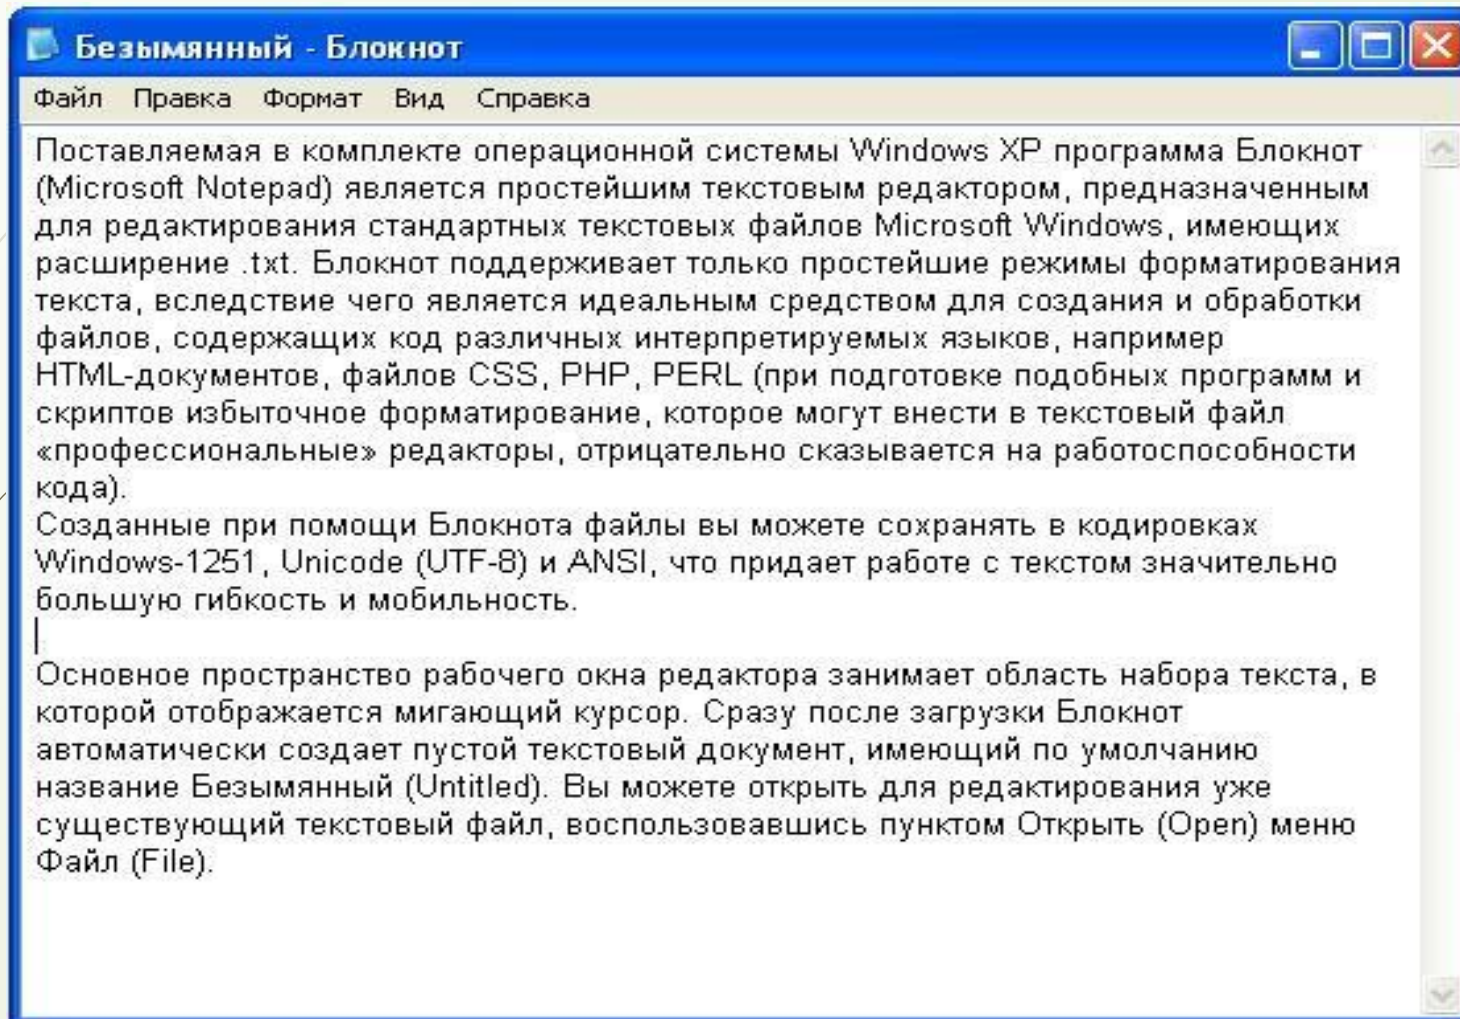 Безымянный - Блокнот
Файл Правка Формат Вид Справка
Поставляемая в комплекте операционной системы Windows XP программа Блокнот
(Microsoft Notepad) является простейшим текстовым редактором, предназначенным
для редактирования стандартных текстовых файлов Microsoft Windows, имеющих
расширение .txt. Блокнот поддерживает только простейшие режимы форматирования
текста, вследствие чего является идеальным средством для создания и обработки
файлов, содержащих код различных интерпретируемых языков, например
HTML-документов, файлов CSS, PHP, PERL (при подготовке подобных программ и
скриптов избыточное форматирование, которое могут внести в текстовый файл
«профессиональные» редакторы, отрицательно сказывается на работоспособности
кода).
Созданные при помощи Блокнота файлы вы можете сохранять в кодировках
Windows-1251, Unicode (UTF-8) и ANSI, что придает работе с текстом значительно
большую гибкость и мобильность.
Основное пространство рабочего окна редактора занимает область набора текста, в
которой отображается мигающий курсор. Сразу после загрузки Блокнот
автоматически создает пустой текстовый документ, имеющий по умолчанию
название Безымянный (Untitled). Вы можете открыть для редактирования уже
существующий текстовый файл, воспользовавшись пунктом Открыть (Open) меню
Файл (File).